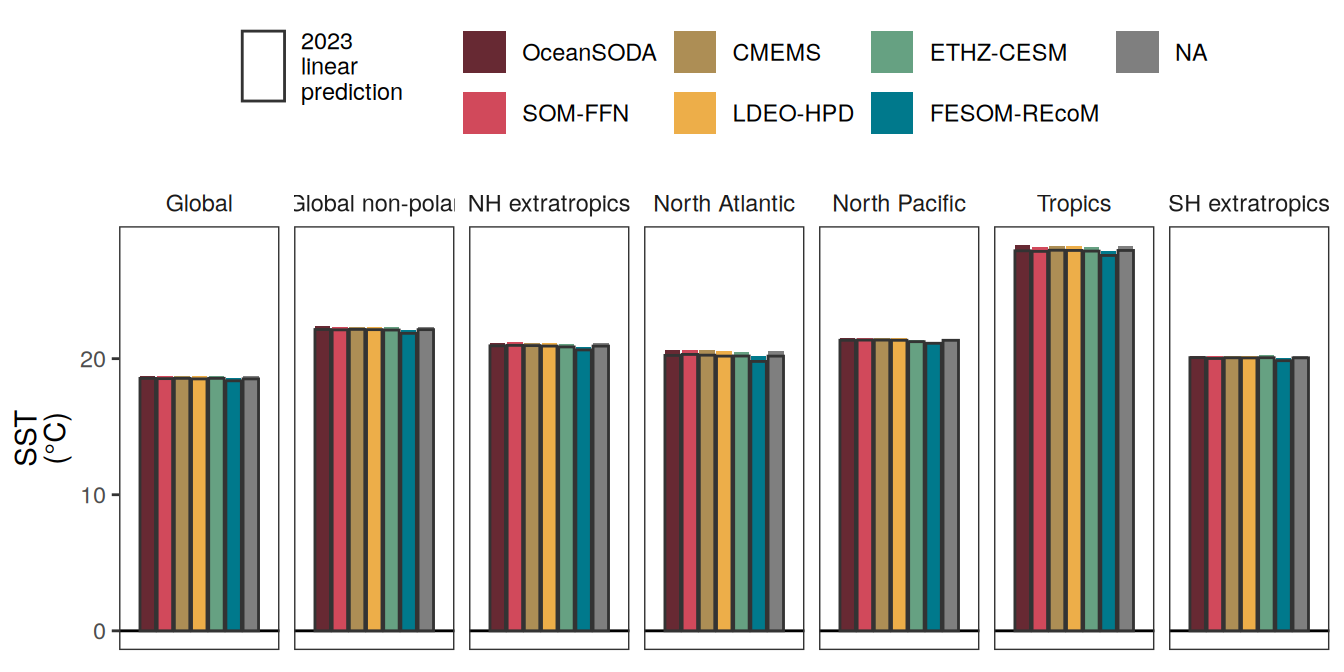 2023
linear
prediction
OceanSODA
CMEMS
ETHZ-CESM
NA
SOM-FFN
LDEO-HPD
FESOM-REcoM
Global
Global non-polar
NH extratropics
North Atlantic
North Pacific
Tropics
SH extratropics
SST
(°C)
20
10
0